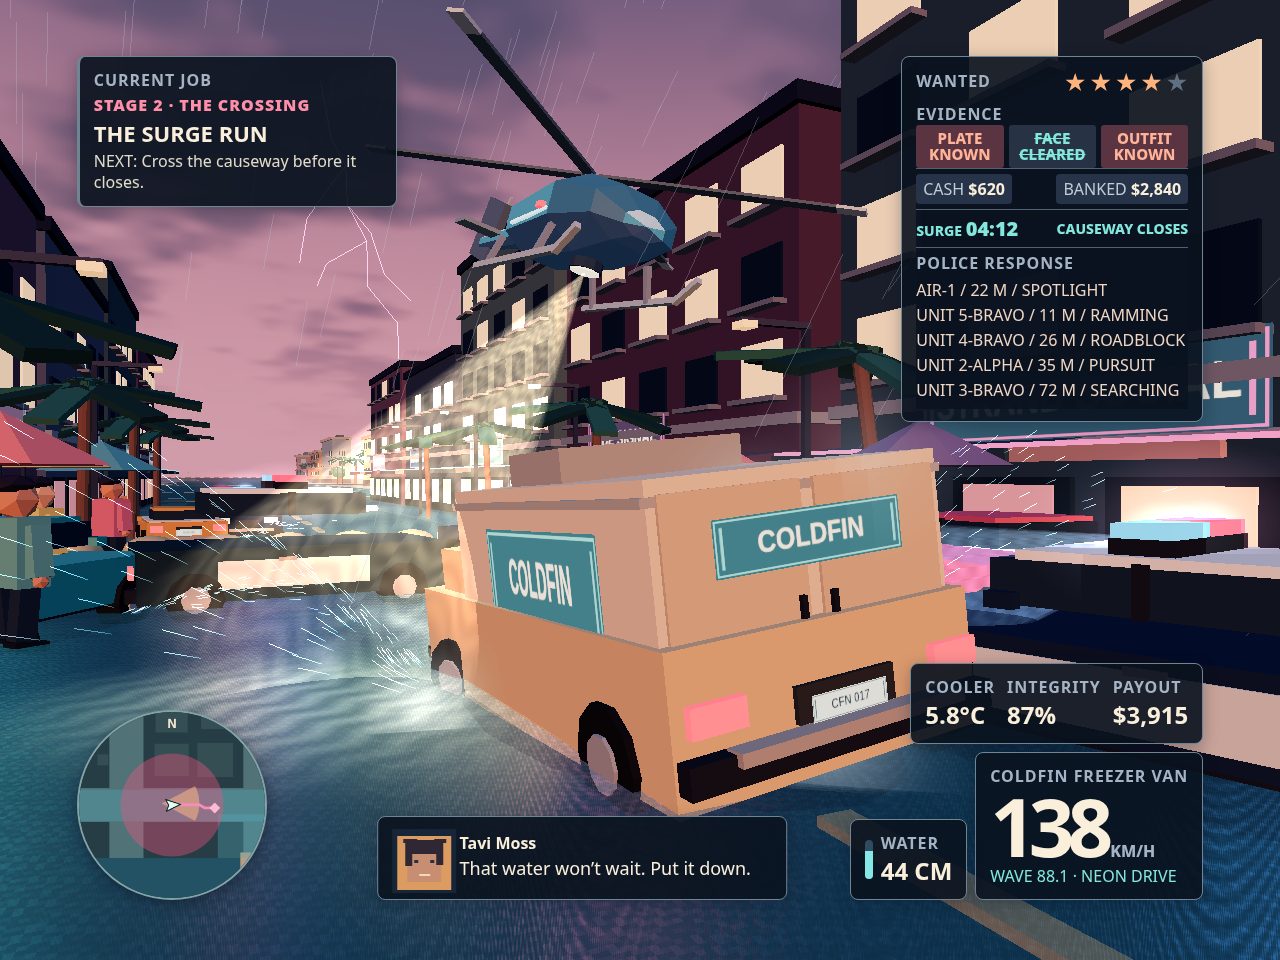 CURRENT JOB
STAGE 2 · THE CROSSING
THE SURGE RUN
NEXT: Cross the causeway before it
closes.
WANTED
EVIDENCE
PLATE
KNOWN
FACE
CLEARED
OUTFIT
KNOWN
CASH $620
BANKED $2,840
SURGE 04:12
CAUSEWAY CLOSES
POLICE RESPONSE
AIR-1 / 22 M / SPOTLIGHT
UNIT 5-BRAVO / 11 M / RAMMING
UNIT 4-BRAVO / 26 M / ROADBLOCK
UNIT 2-ALPHA / 35 M / PURSUIT
UNIT 3-BRAVO / 72 M / SEARCHING
STRAND
COLDFIN
COLDFIN
CFN 017
COOLER INTEGRITY PAYOUT
5.8°C 87% $3,915
N
Tavi Moss
That water won’t wait. Put it down.
WATER
44 CM
COLDFIN FREEZER VAN
138 KM/H
WAVE 88.1 · NEON DRIVE